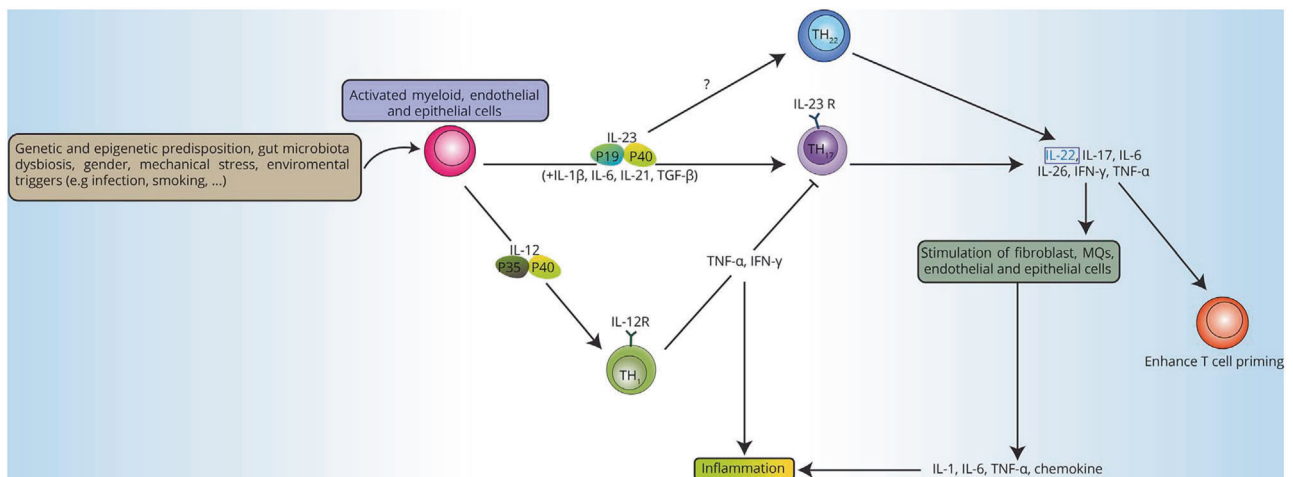 TH22
?
Activated myeloid, endothelial
and epithelial cells
IL-23 R
IL-23
Genetic and epigenetic predisposition, gut microbiota
dysbiosis, gender, mechanical stress, enviromental
triggers (e.g infection, smoking, ...)
P19 P40
TH17
(+IL-1β, IL-6, IL-21, TGF-β)
IL-22, IL-17, IL-6
IL-26, IFN-γ, TNF-α
IL-12
P35 P40
TNF-α, IFN-γ
Stimulation of fibroblast, MQs,
endothelial and epithelial cells
IL-12R
TH1
Enhance T cell priming
Inflammation
IL-1, IL-6, TNF-α, chemokine